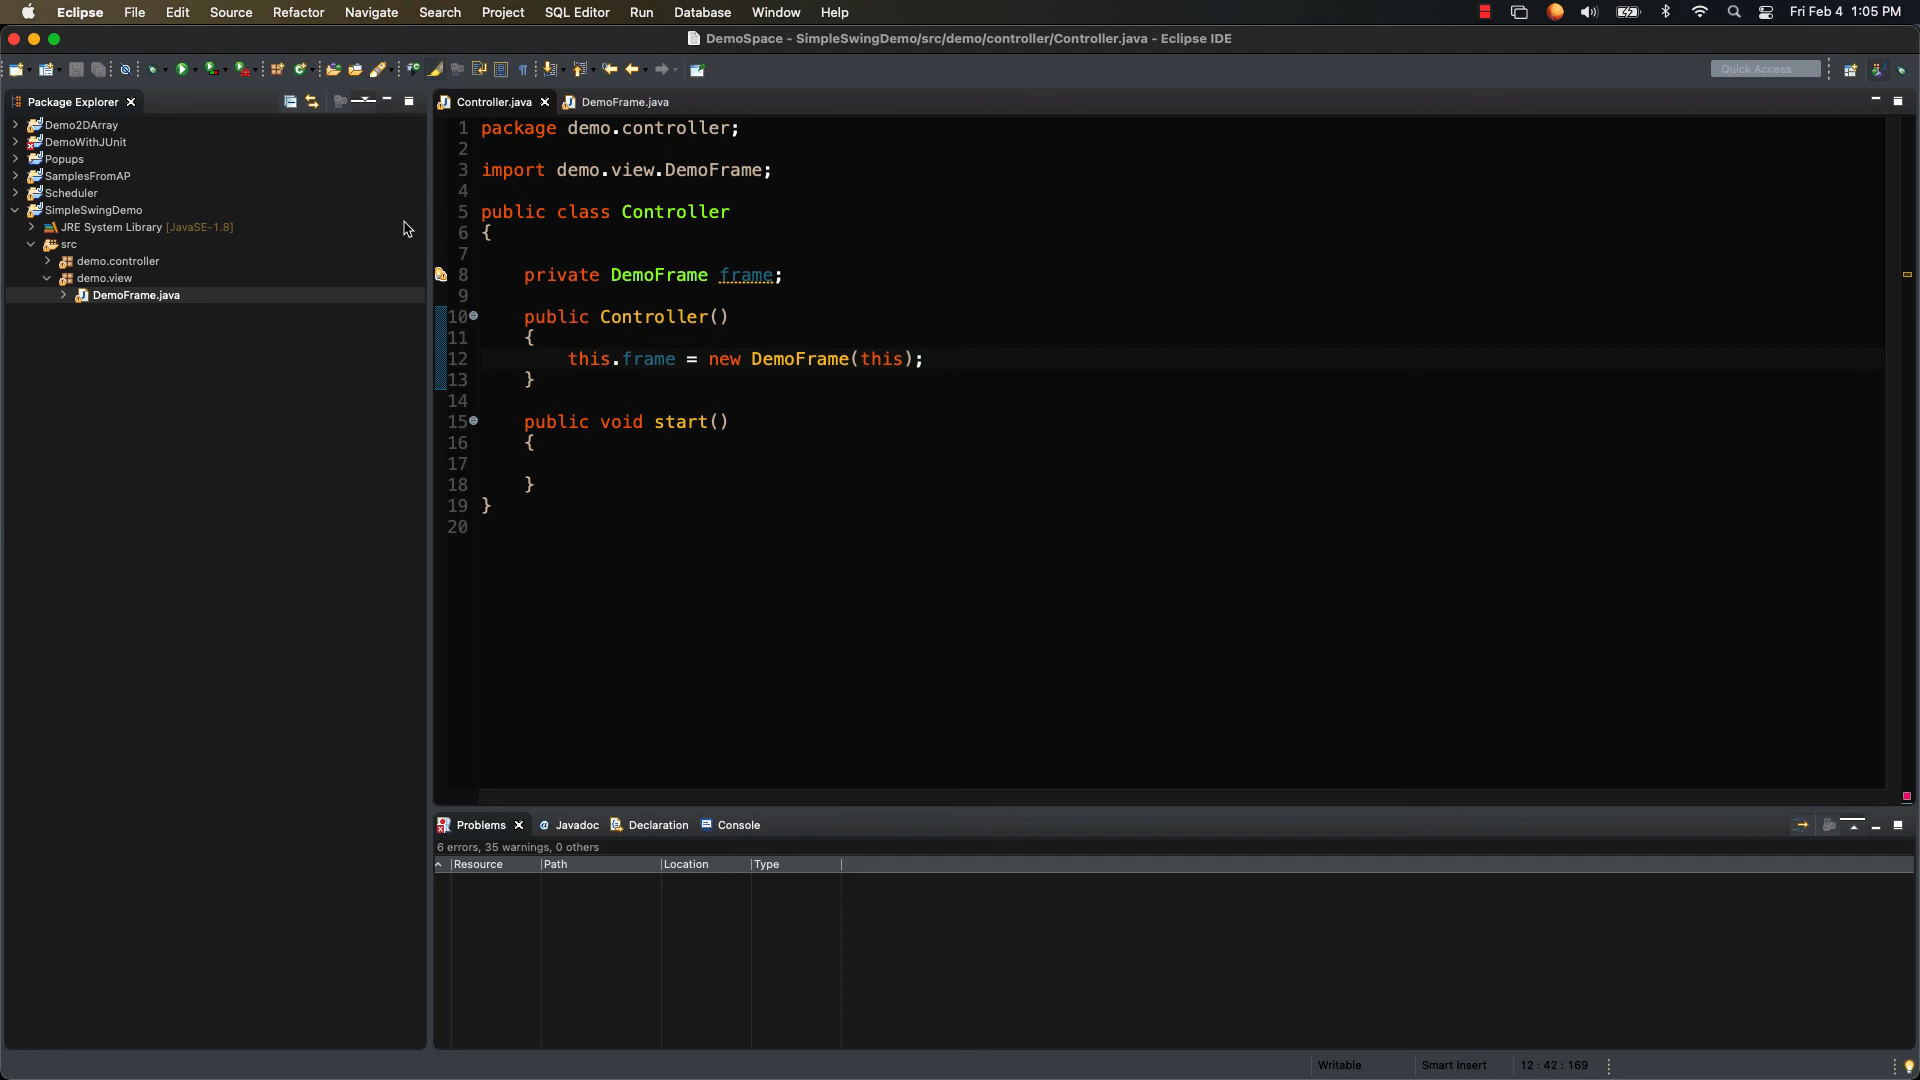 Eclipse File Edit Source Refactor Navigate Search Project SQL Editor Run Database Window Help Fri Feb 4 1:05 PM
DemoSpace - SimpleSwingDemo/src/demo/controller/Controller.java - Eclipse IDE
Quick Access
Package Explorer
Demo2DArray
DemoWithJUnit
Popups
SamplesFromAP
Scheduler
SimpleSwingDemo
JRE System Library [JavaSE-1.8]
src
demo.controller
demo.view
DemoFrame.java
Controller.java DemoFrame.java
1 package demo.controller;
2
3 import demo.view.DemoFrame;
4
5 public class Controller
6 {
7
8 private DemoFrame frame;
9
10 public Controller()
11 {
12 this.frame = new DemoFrame(this);
13 }
14
15 public void start()
16 {
17
18 }
19 }
20
Problems Javadoc Declaration Console
6 errors, 35 warnings, 0 others
Resource Path Location Type
Writable Smart Insert 12 : 42 : 169